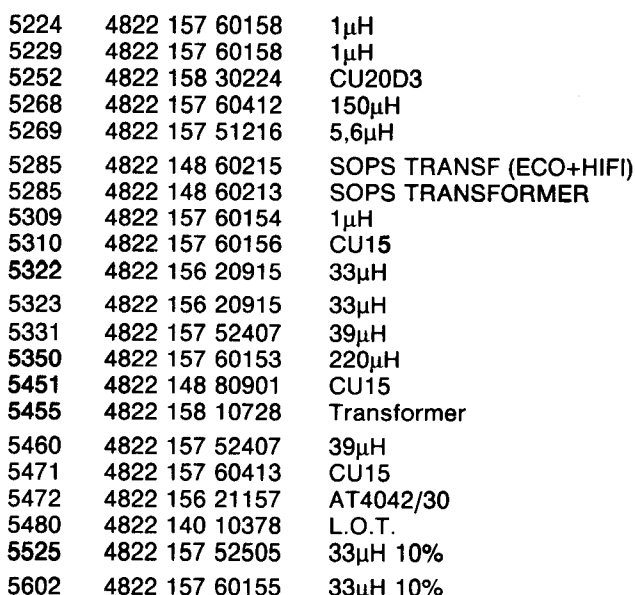 5224 4822 157 60158 1µH
5229 4822 157 60158 1µH
5252 4822 158 30224 CU20D3
5268 4822 157 60412 150µH
5269 4822 157 51216 5,6µH
5285 4822 148 60215 SOPS TRANSF (ECO+HIFI)
5285 4822 148 60213 SOPS TRANSFORMER
5309 4822 157 60154 1µH
5310 4822 157 60156 CU15
5322 4822 156 20915 33µH
5323 4822 156 20915 33µH
5331 4822 157 52407 39µH
5350 4822 157 60153 220µH
5451 4822 148 80901 CU15
5455 4822 158 10728 Transformer
5460 4822 157 52407 39µH
5471 4822 157 60413 CU15
5472 4822 156 21157 AT4042/30
5480 4822 140 10378 L.O.T.
5525 4822 157 52505 33µH 10%
5602 4822 157 60155 33µH 10%